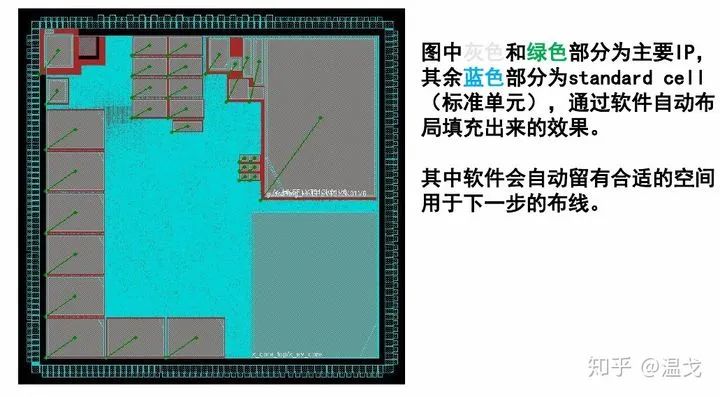 图中灰色和绿色部分为主要IP，
其余蓝色部分为standard cell
（标准单元），通过软件自动布
局填充出来的效果。
其中软件会自动留有合适的空间
用于下一步的布线。
知乎 @温戈